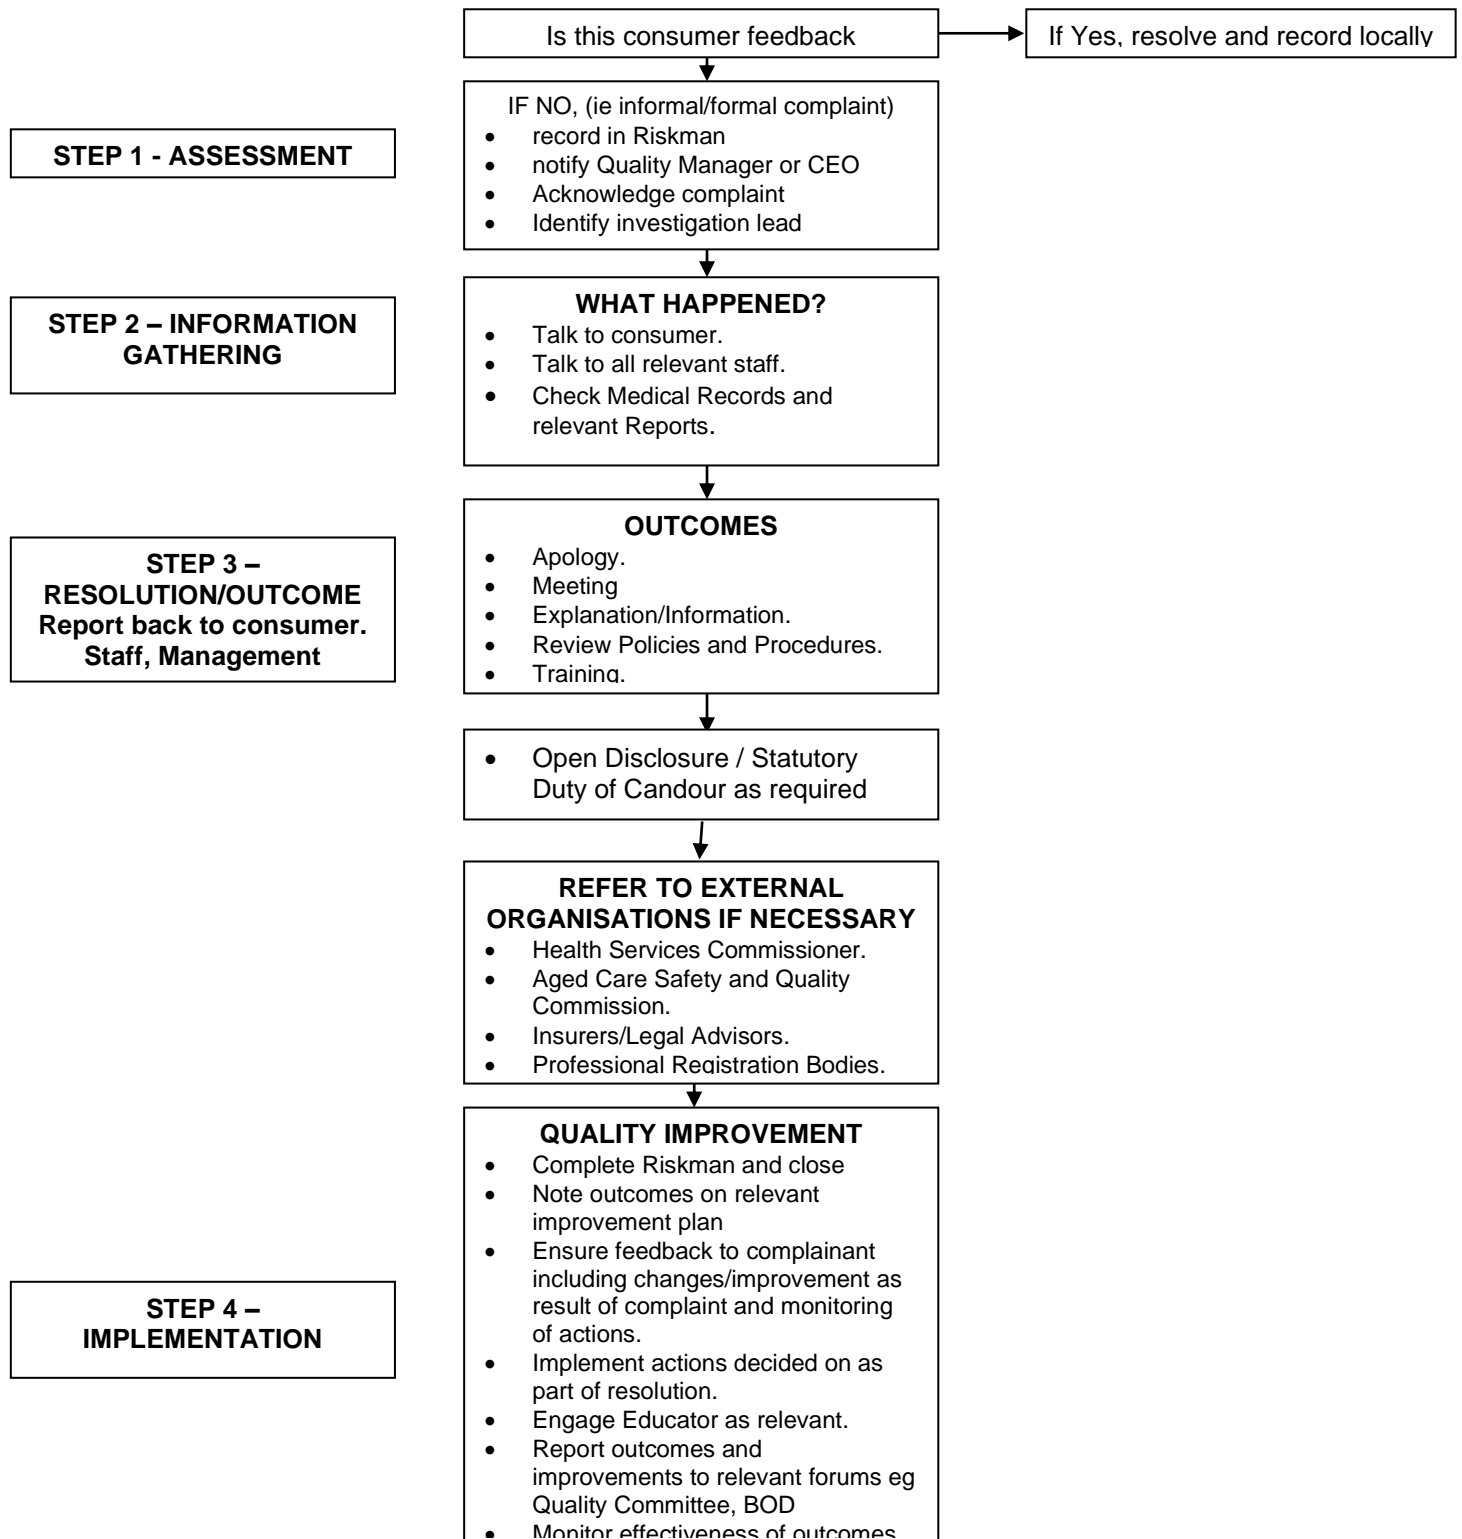 Is this consumer feedback
If Yes, resolve and record locally
IF NO, (ie informal/formal complaint)
• record in Riskman
• notify Quality Manager or CEO
• Acknowledge complaint
• Identify investigation lead
STEP 1 - ASSESSMENT
WHAT HAPPENED?
• Talk to consumer.
• Talk to all relevant staff.
• Check Medical Records and
relevant Reports.
STEP 2 – INFORMATION
GATHERING
OUTCOMES
• Apology.
• Meeting
• Explanation/Information.
• Review Policies and Procedures.
• Training.
STEP 3 –
RESOLUTION/OUTCOME
Report back to consumer.
Staff, Management
• Open Disclosure / Statutory
Duty of Candour as required
REFER TO EXTERNAL
ORGANISATIONS IF NECESSARY
• Health Services Commissioner.
• Aged Care Safety and Quality
Commission.
• Insurers/Legal Advisors.
• Professional Registration Bodies.
QUALITY IMPROVEMENT
• Complete Riskman and close
• Note outcomes on relevant
improvement plan
• Ensure feedback to complainant
including changes/improvement as
result of complaint and monitoring
of actions.
• Implement actions decided on as
part of resolution.
• Engage Educator as relevant.
• Report outcomes and
improvements to relevant forums eg
Quality Committee, BOD
• Monitor effectiveness of outcomes
STEP 4 –
IMPLEMENTATION